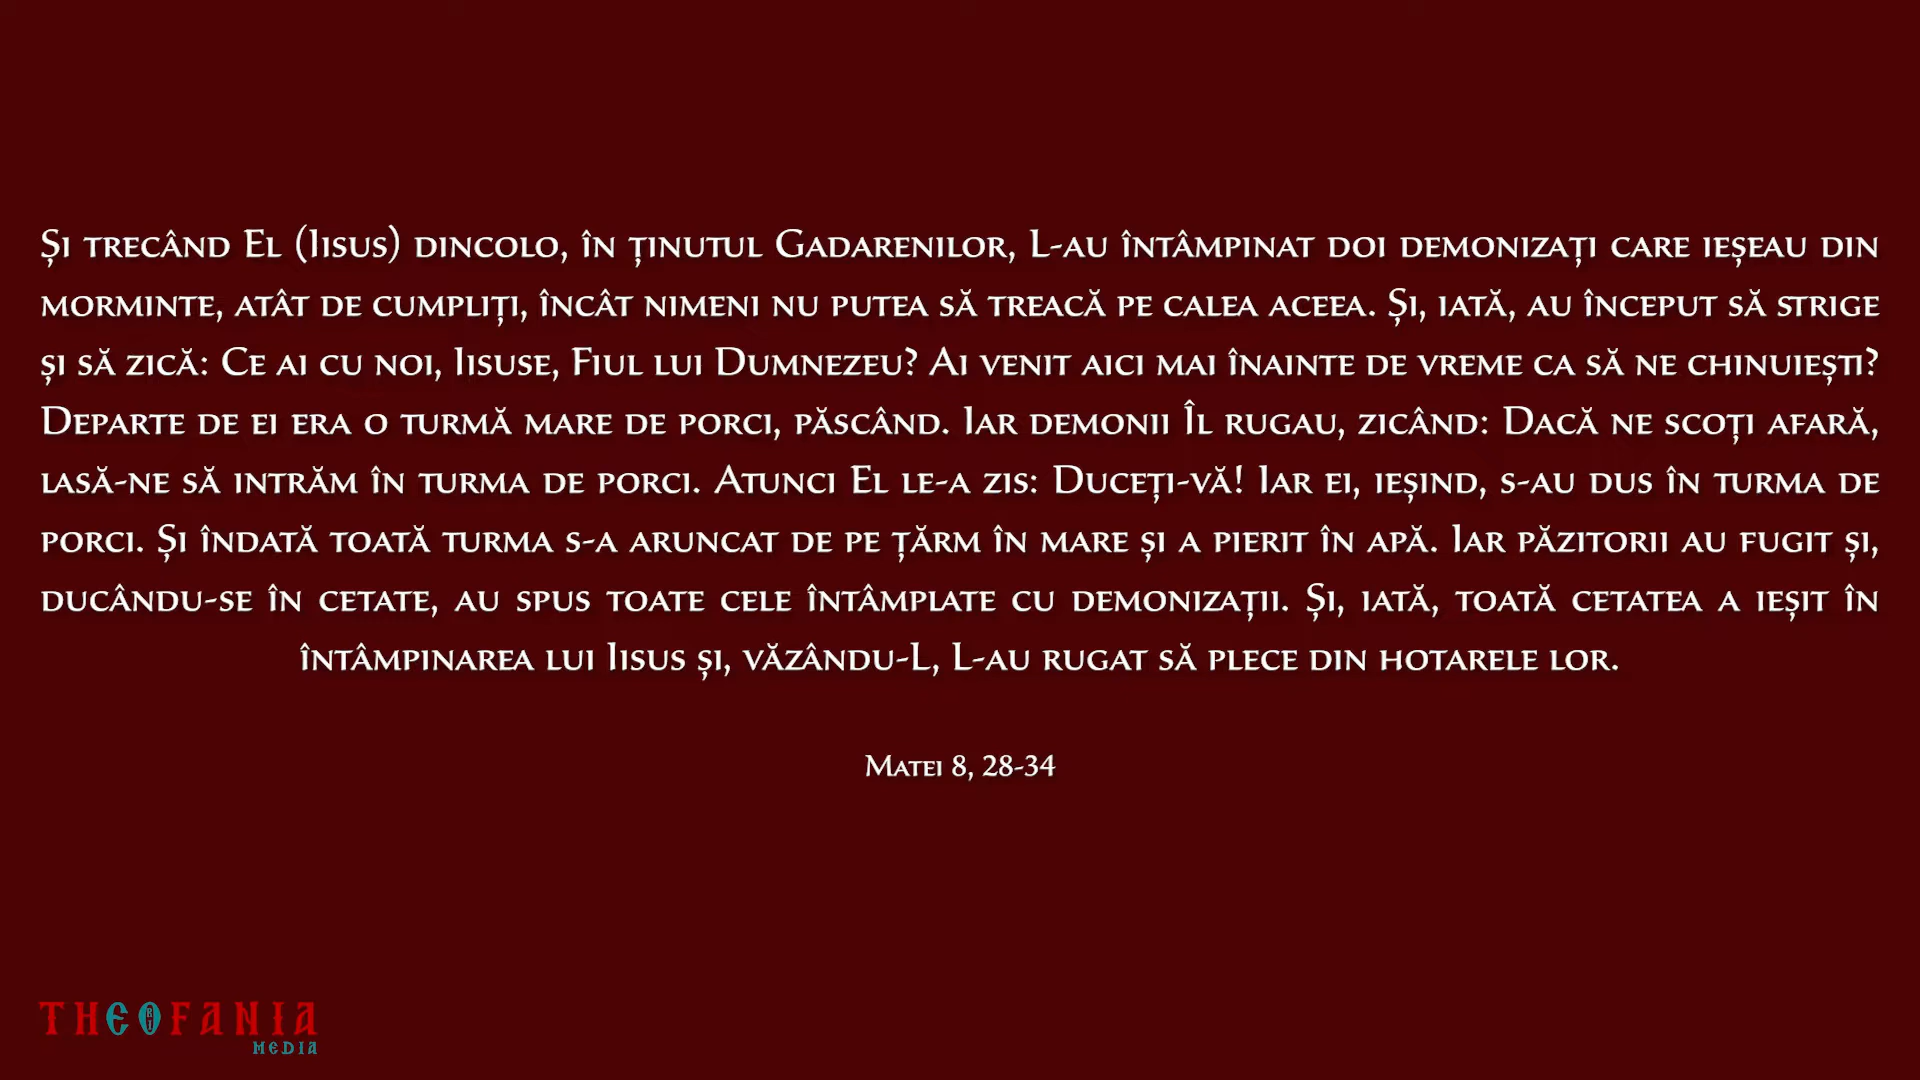 Și trecând El (Iisus) dincolo, în ținutul Gadarenilor, L-au întâmpinat doi demonizați care ieșeau din
morminte, atât de cumpliți, încât nimeni nu putea să treacă pe calea aceea. Și, iată, au început să strige
și să zică: Ce ai cu noi, Iisuse, Fiul lui Dumnezeu? Ai venit aici mai înainte de vreme ca să ne chinuiești?
Departe de ei era o turmă mare de porci, păscând. Iar demonii Îl rugau, zicând: Dacă ne scoți afară,
lasă-ne să intrăm în turma de porci. Atunci El le-a zis: Duceți-vă! Iar ei, ieșind, s-au dus în turma de
porci. Și îndată toată turma s-a aruncat de pe țărm în mare și a pierit în apă. Iar păzitorii au fugit și,
ducându-se în cetate, au spus toate cele întâmplate cu demonizații. Și, iată, toată cetatea a ieșit în
întâmpinarea lui Iisus și, văzându-L, L-au rugat să plece din hotarele lor.
Matei 8, 28-34
THEOFANIA
MEDIA